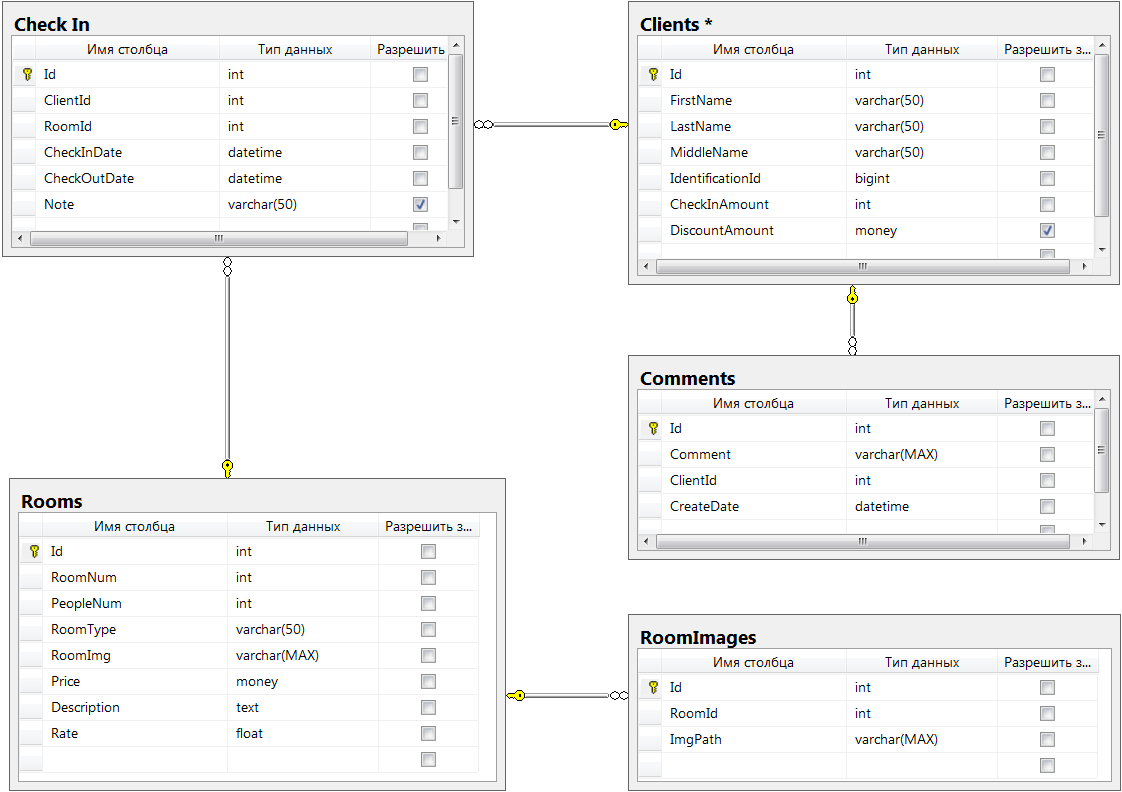 Check In
Имя столбца Тип данных Разрешить
Id int
ClientId int
RoomId int
CheckInDate datetime
CheckOutDate datetime
Note varchar(50)
Clients *
Имя столбца Тип данных Разрешить з...
Id int
FirstName varchar(50)
LastName varchar(50)
MiddleName varchar(50)
IdentificationId bigint
CheckInAmount int
DiscountAmount money
Comments
Имя столбца Тип данных Разрешить з...
Id int
Comment varchar(MAX)
ClientId int
CreateDate datetime
Rooms
Имя столбца Тип данных Разрешить з...
Id int
RoomNum int
PeopleNum int
RoomType varchar(50)
RoomImg varchar(MAX)
Price money
Description text
Rate float
RoomImages
Имя столбца Тип данных Разрешить з...
Id int
RoomId int
ImgPath varchar(MAX)